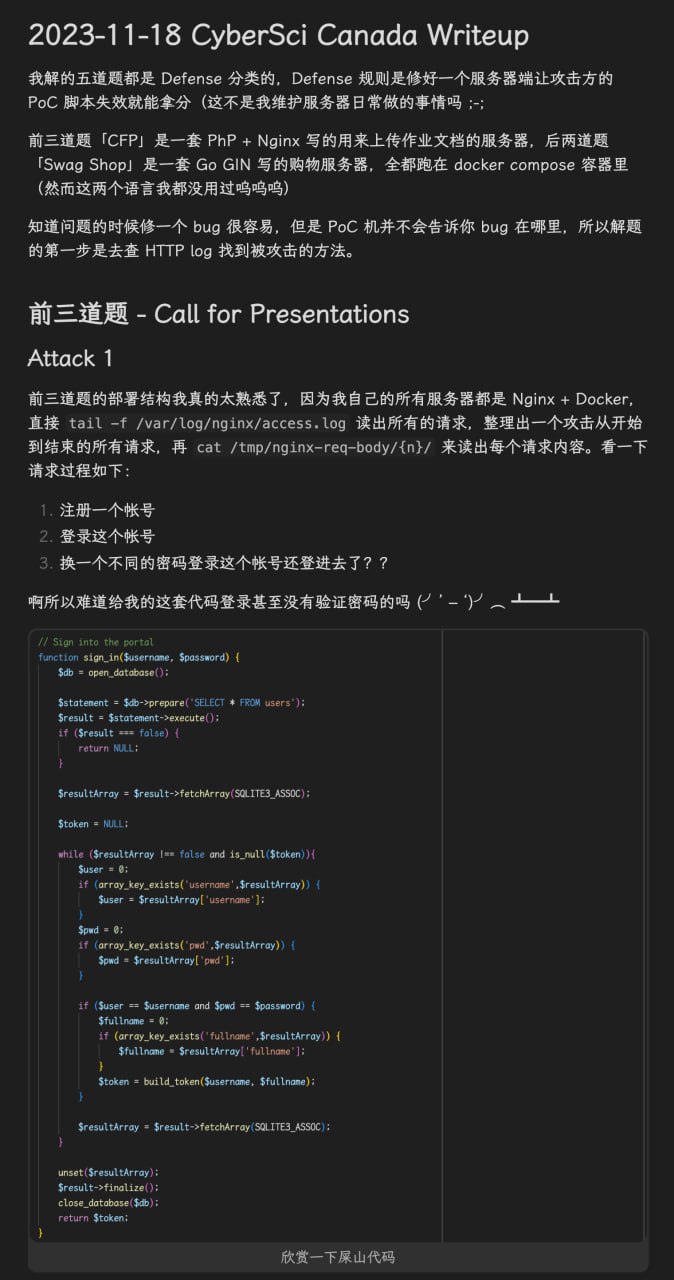 2023-11-18 CyberSci Canada Writeup
我解的五道题都是 Defense 分类的，Defense 规则是修好一个服务器端让攻击方的
PoC 脚本失效就能拿分（这不是我维护服务器日常做的事情吗 ;-;
前三道题「CFP」是一套 PhP + Nginx 写的用来上传作业文档的服务器，后两道题
「Swag Shop」是一套 Go GIN 写的购物服务器，全都跑在 docker compose 容器里
（然而这两个语言我都没用过呜呜呜）
知道问题的时候修一个 bug 很容易，但是 PoC 机并不会告诉你 bug 在哪里，所以解题
的第一步是去查 HTTP log 找到被攻击的方法。
前三道题 - Call for Presentations
Attack 1
前三道题的部署结构我真的太熟悉了，因为我自己的所有服务器都是 Nginx + Docker，
直接 tail -f /var/log/nginx/access.log 读出所有的请求，整理出一个攻击从开始
到结束的所有请求，再 cat /tmp/nginx-req-body/{n}/ 来读出每个请求内容。看一下
请求过程如下：
1. 注册一个帐号
2. 登录这个帐号
3. 换一个不同的密码登录这个帐号还登进去了？？
啊所以难道给我的这套代码登录甚至没有验证密码的吗 (╯’ - ‘)╯︵ ┻━┻
// Sign into the portal
function sign_in($username, $password) {
$db = open_database();
$statement = $db->prepare('SELECT * FROM users');
$result = $statement->execute();
if ($result === false) {
return NULL;
}
$resultArray = $result->fetchArray(SQLITE3_ASSOC);
$token = NULL;
while ($resultArray !== false and is_null($token)){
$user = 0;
if (array_key_exists('username',$resultArray)) {
$user = $resultArray['username'];
}
$pwd = 0;
if (array_key_exists('pwd',$resultArray)) {
$pwd = $resultArray['pwd'];
}
if ($user == $username and $pwd == $password) {
$fullname = 0;
if (array_key_exists('fullname',$resultArray)) {
$fullname = $resultArray['fullname'];
}
$token = build_token($username, $fullname);
}
$resultArray = $result->fetchArray(SQLITE3_ASSOC);
}
unset($resultArray);
$result->finalize();
close_database($db);
return $token;
}
欣赏一下屎山代码